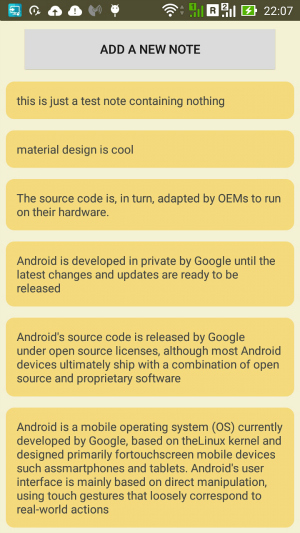 22:07
ADD A NEW NOTE
this is just a test note containing nothing
material design is cool
The source code is, in turn, adapted by OEMs to run
on their hardware.
Android is developed in private by Google until the
latest changes and updates are ready to be
released
Android's source code is released by Google
under open source licenses, although most Android
devices ultimately ship with a combination of open
source and proprietary software
Android is a mobile operating system (OS) currently
developed by Google, based on theLinux kernel and
designed primarily fortouchscreen mobile devices
such assmartphones and tablets. Android's user
interface is mainly based on direct manipulation,
using touch gestures that loosely correspond to
real-world actions